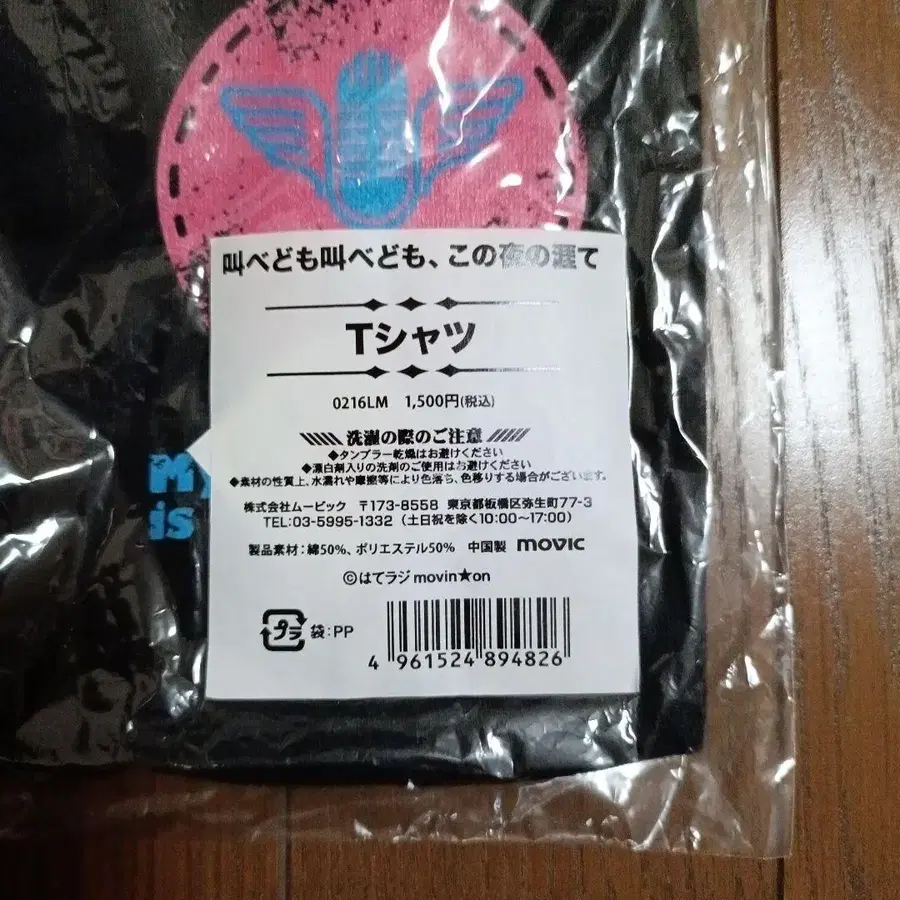 叫べども叫べども、この夜の涯て
Tシャツ
0216LM 1,500円(税込)
洗濯の際のご注意
◆タンブラー乾燥はお避けください
◆漂白剤入りの洗剤のご使用はお避けください
◆素材の性質上、水濡れや摩擦等により色落ち、色移りする場合がございます。
株式会社ムービック 〒173-8558 東京都板橋区弥生町77-3
TEL:03-5995-1332 (土日祝を除く10:00~17:00)
製品素材:綿50%、ポリエステル50% 中国製 movic
©はてラジ movin★on
プラ 袋:PP
4 961524 894826
is